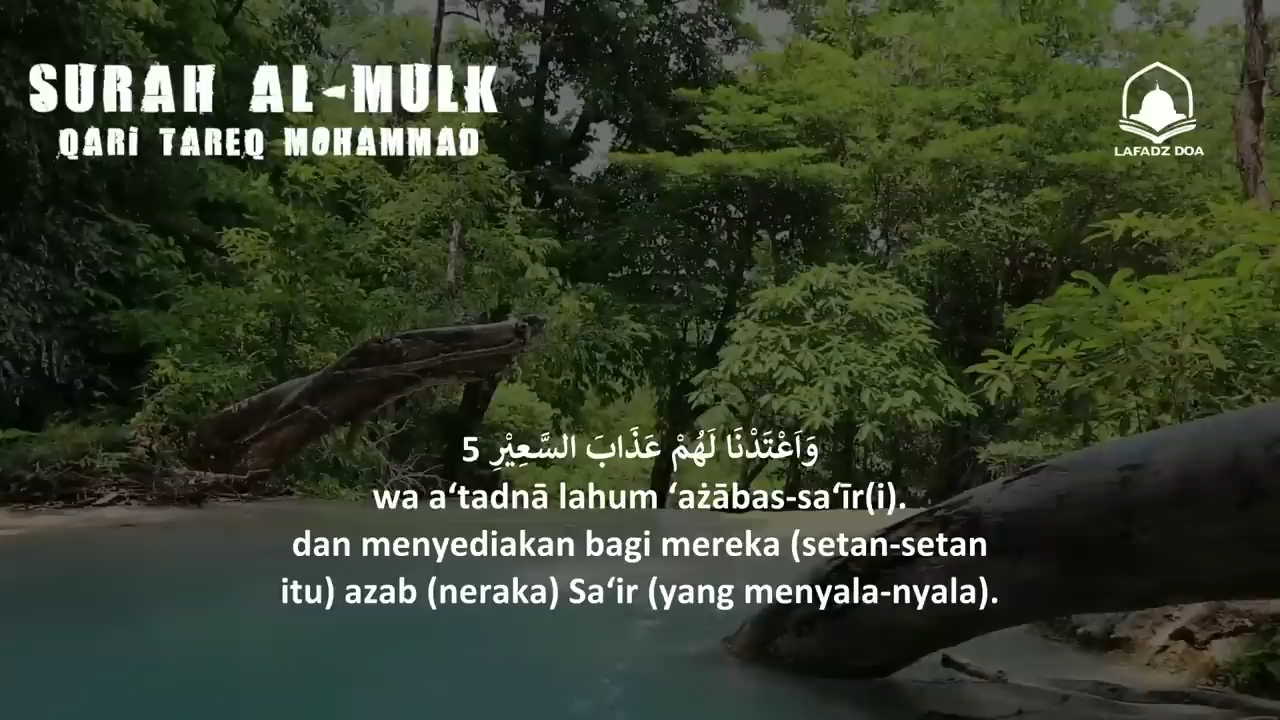 SURAH AL-MULK
QARI TAREQ MOHAMMAD
LAFADZ DOA
وَاَعْتَدْنَا لَهُمْ عَذَابَ السَّعِيْرِ 5
wa a‘tadnā lahum ‘ażābas-sa‘īr(i).
dan menyediakan bagi mereka (setan-setan
itu) azab (neraka) Sa‘ir (yang menyala-nyala).